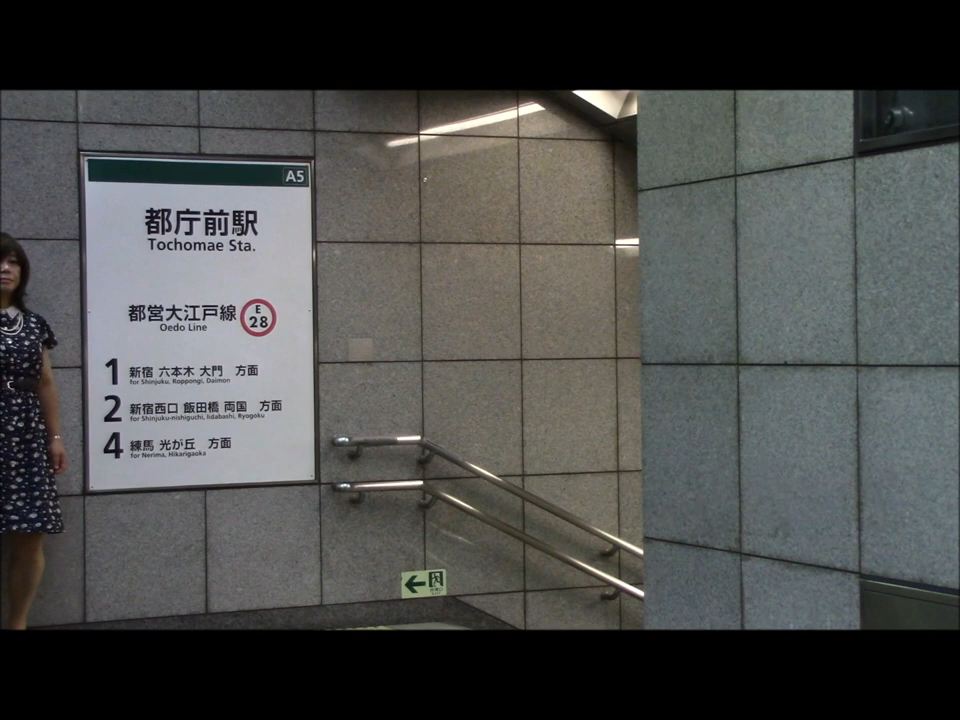 A5
都庁前駅
Tochomae Sta.
都営大江戸線 E 28
Oedo Line
1 新宿 六本木 大門 方面
for Shinjuku, Roppongi, Daimon
2 新宿西口 飯田橋 両国 方面
for Shinjuku-nishiguchi, Iidabashi, Ryogoku
4 練馬 光が丘 方面
for Nerima, Hikarigaoka